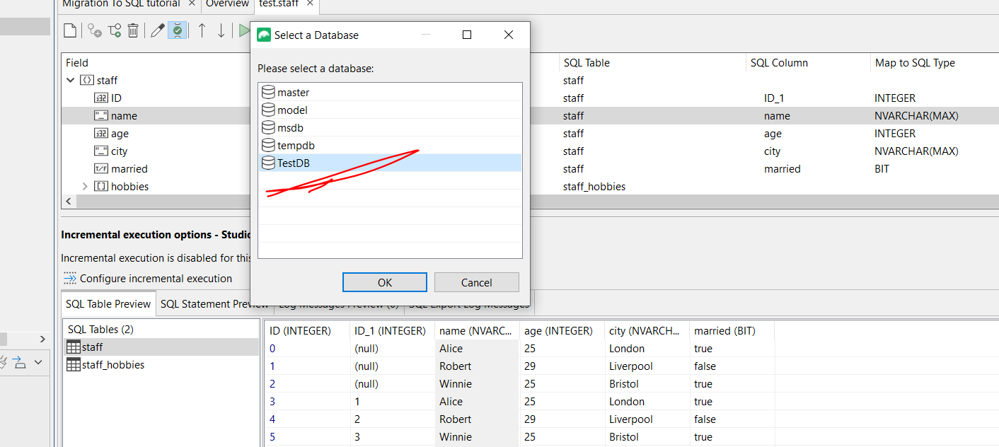 Migration To SQL tutorial
Overview
test.staff
Select a Database
Please select a database:
master
model
msdb
tempdb
TestDB
OK
Cancel
Field SQL Table SQL Column Map to SQL Type
staff staff
ID staff ID_1 INTEGER
name staff name NVARCHAR(MAX)
age staff age INTEGER
city staff city NVARCHAR(MAX)
married staff married BIT
hobbies staff_hobbies
Incremental execution options - Studio
Incremental execution is disabled for this
Configure incremental execution
SQL Table Preview SQL Statement Preview Log Messages Preview (0) SQL Export Log Messages
SQL Tables (2)
staff
staff_hobbies
ID (INTEGER) ID_1 (INTEGER) name (NVARC... age (INTEGER) city (NVARCH... married (BIT)
0 (null) Alice 25 London true
1 (null) Robert 29 Liverpool false
2 (null) Winnie 25 Bristol true
3 1 Alice 25 London true
4 2 Robert 29 Liverpool false
5 3 Winnie 25 Bristol true